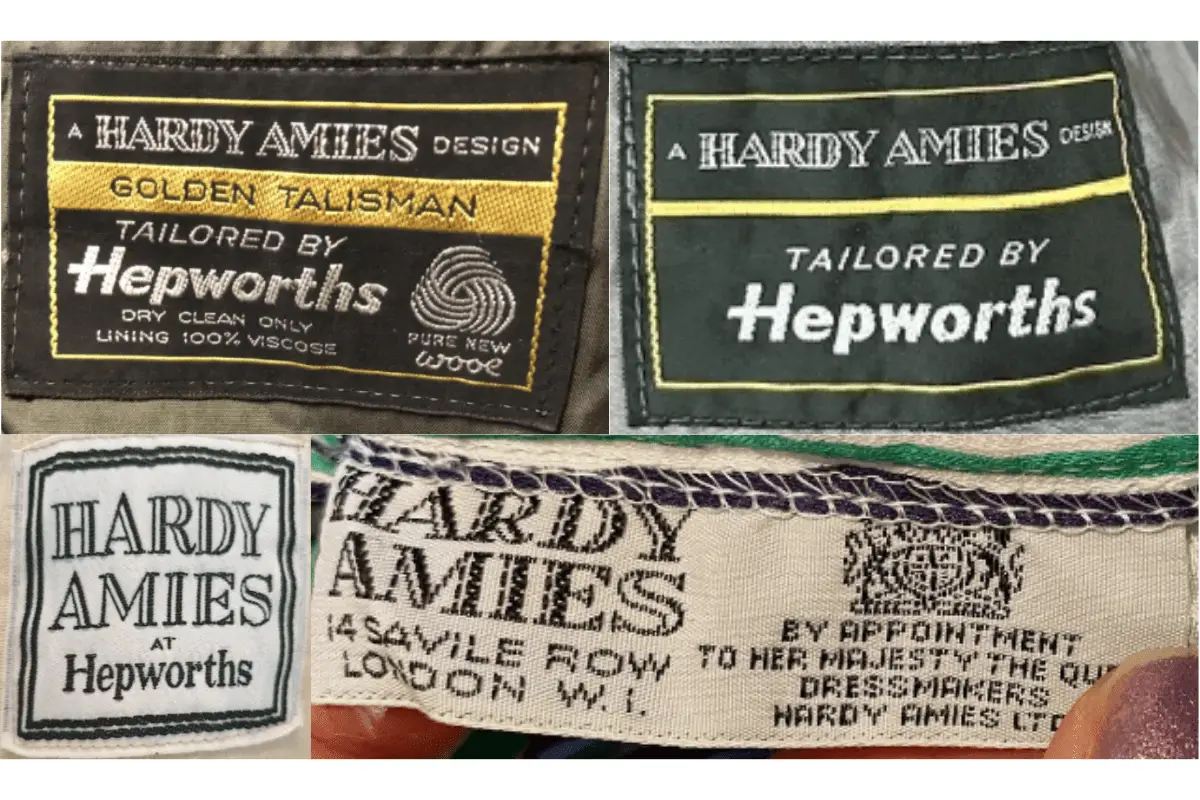 A HARDY AMIES DESIGN
GOLDEN TALISMAN
TAILORED BY
Hepworths
DRY CLEAN ONLY
LINING 100% VISCOSE
PURE NEW
wool
A HARDY AMIES DESIGN
TAILORED BY
Hepworths
HARDY
AMIES
AT
Hepworths
HARDY
AMIES
14 SAVILE ROW
LONDON W.1.
BY APPOINTMENT
TO HER MAJESTY THE QU
DRESSMAKERS
HARDY AMIES LTD